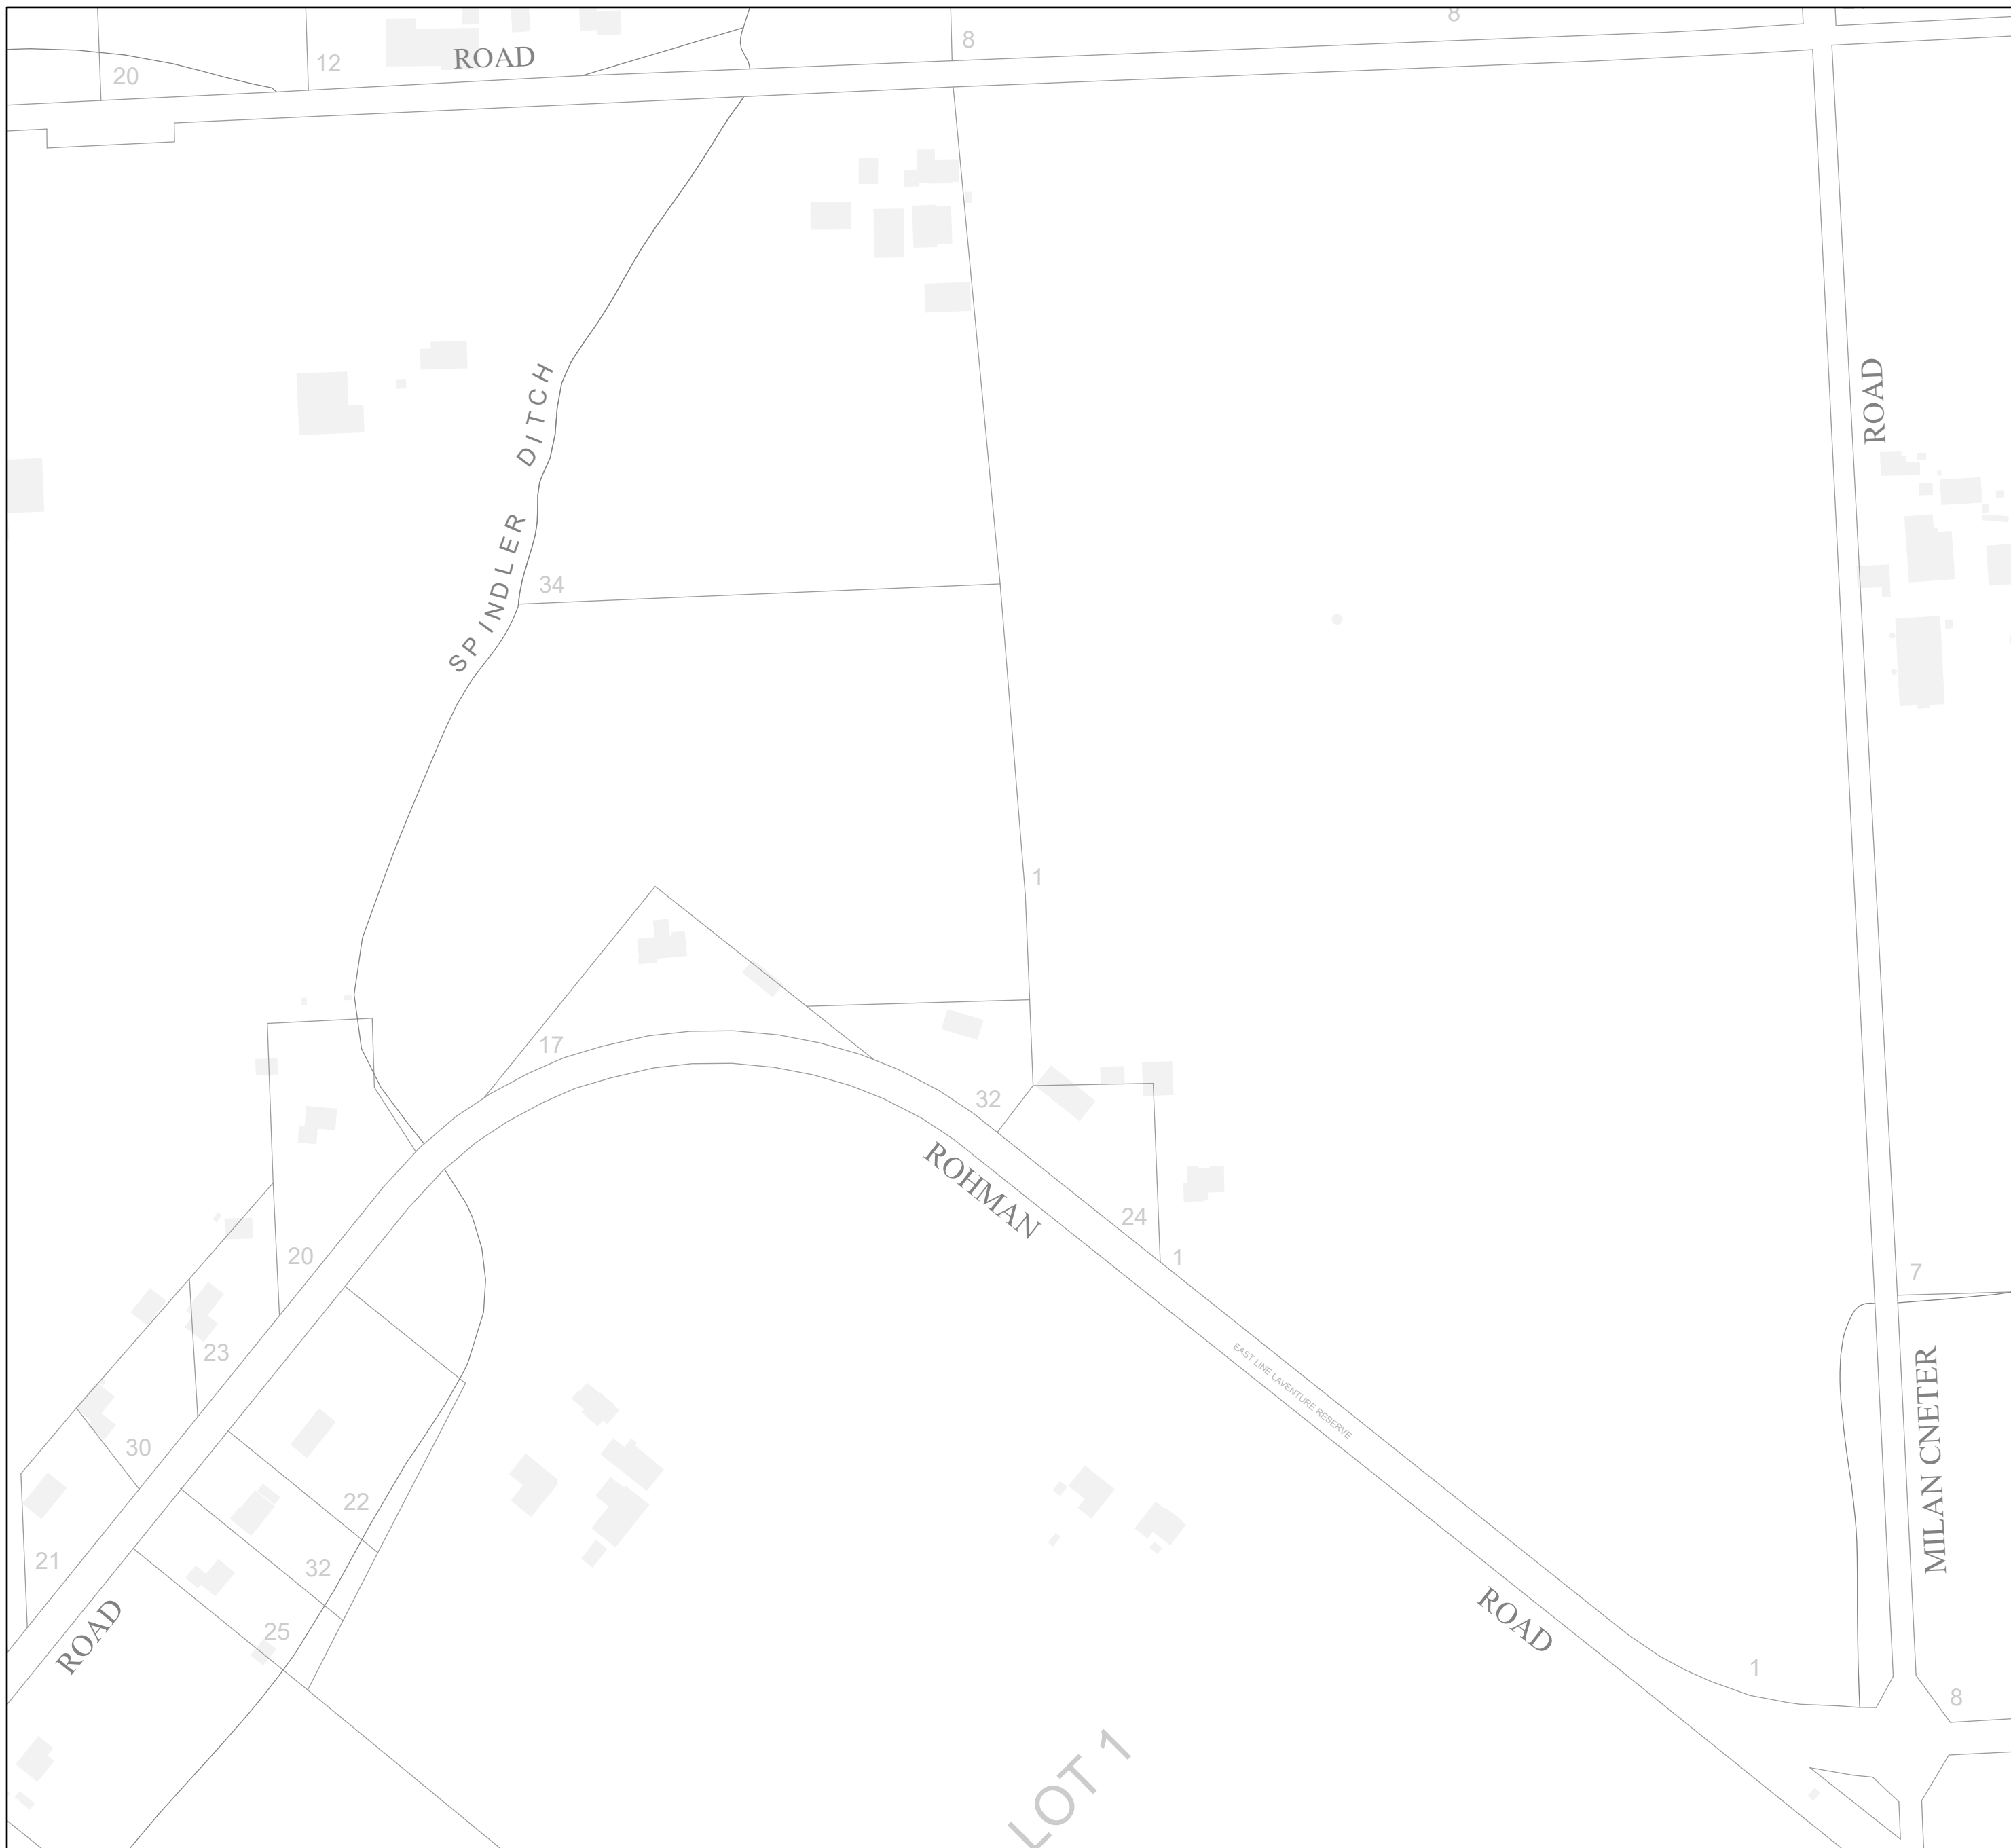 8
8
ROAD
12
20
ROAD
SPINDLER DITCH
34
1
17
32
ROHMAN
24
1
20
7
23
EAST LINE LAVENTURE RESERVE
MILAN CNETER
30
22
21
32
25
ROAD
ROAD
1
8
LOT 1